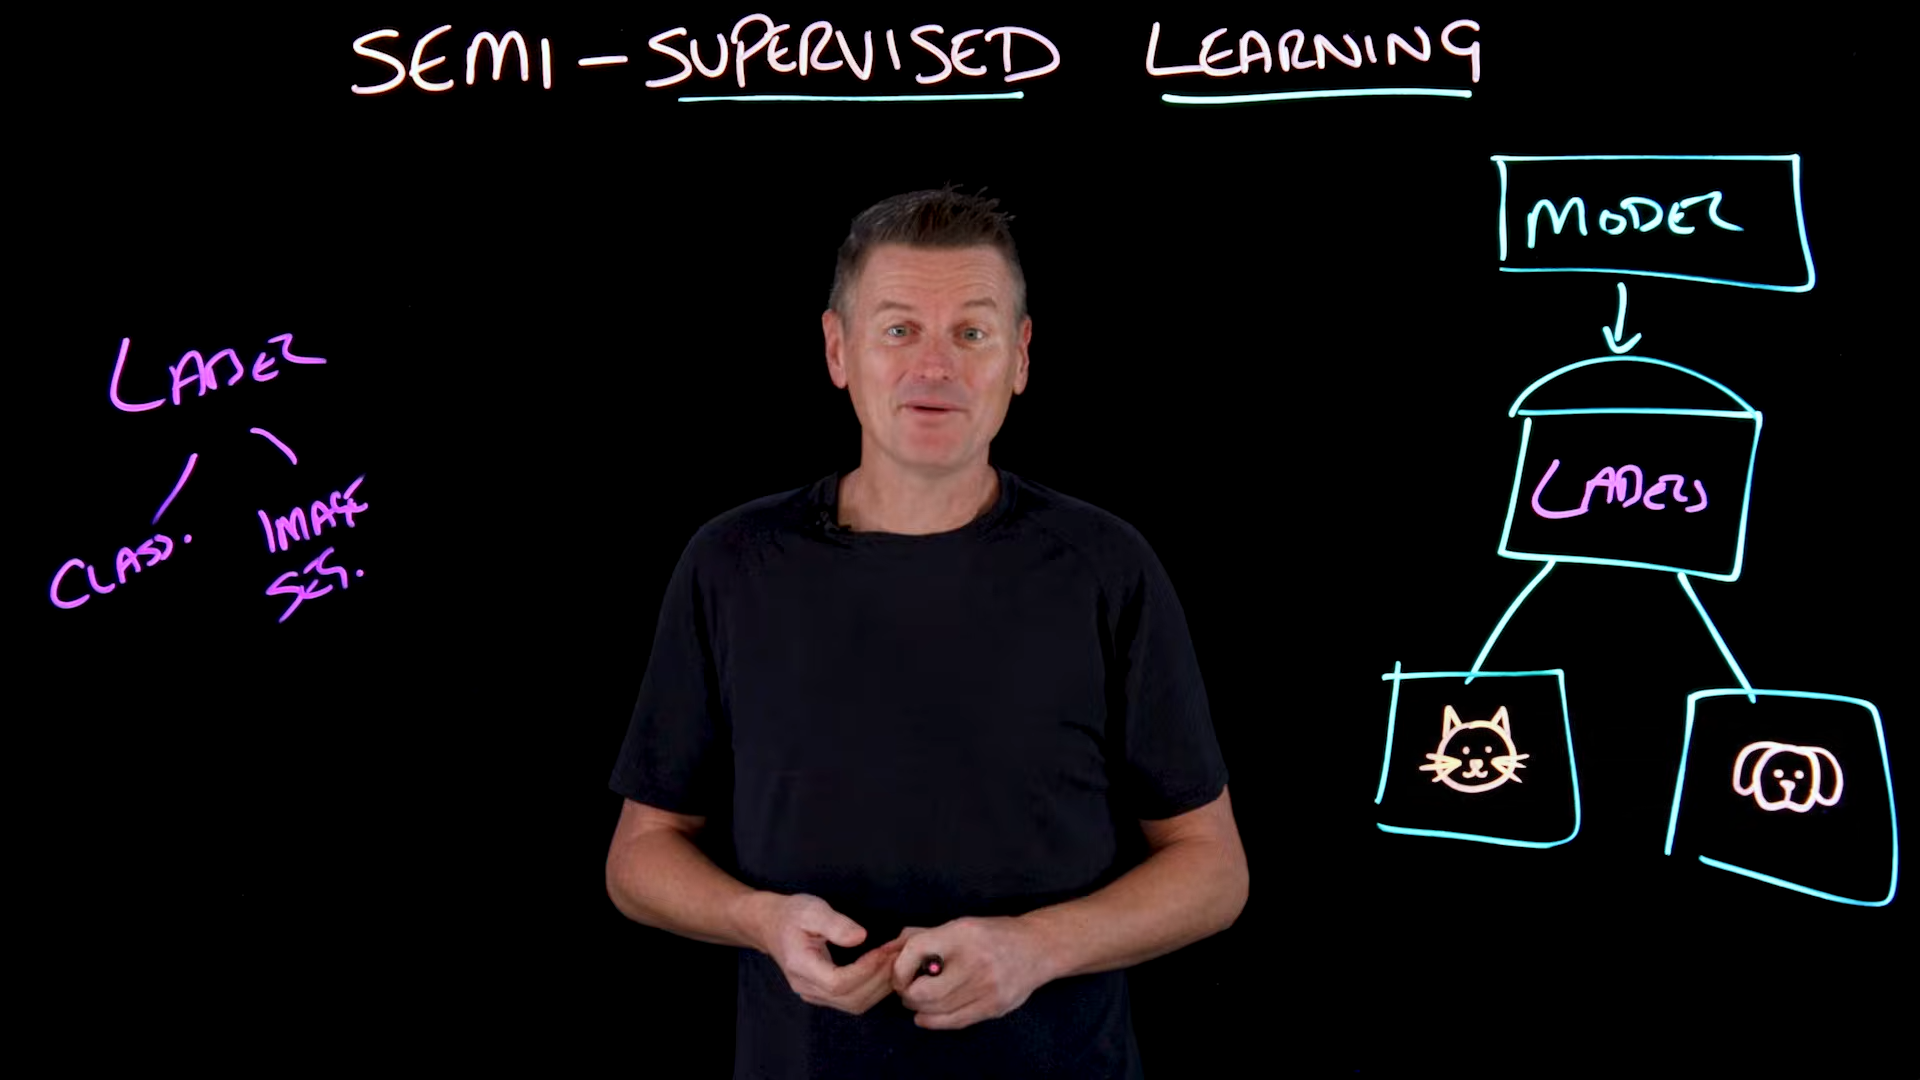 SEMI-SUPERVISED LEARNING
MODEL
LABEL
LABELS
CLASS.
IMAGE
SEG.